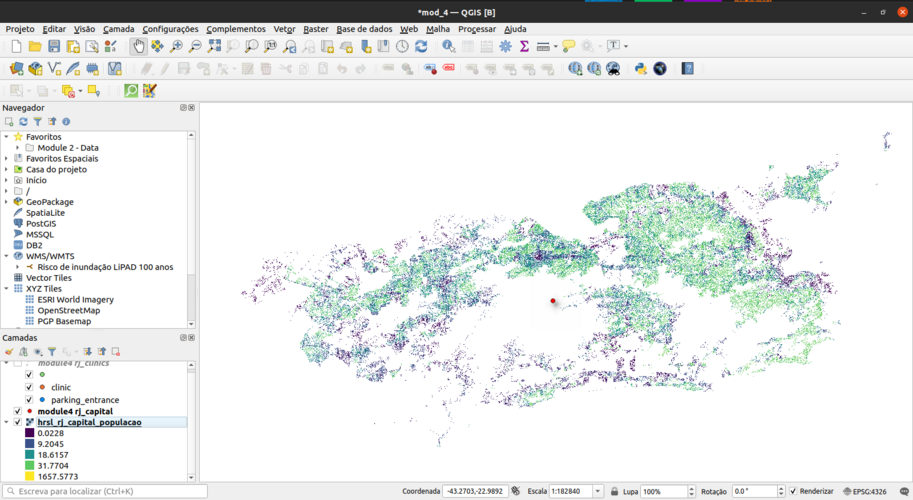 *mod_4 — QGIS [B]
Projeto Editar Visão Camada Configurações Complementos Vetor Raster Base de dados Web Malha Processar Ajuda
Navegador
Favoritos
Module 2 - Data
Favoritos Espaciais
Casa do projeto
Início
/
GeoPackage
SpatiaLite
PostGIS
MSSQL
DB2
WMS/WMTS
Risco de inundação LiPAD 100 anos
Vector Tiles
XYZ Tiles
ESRI World Imagery
OpenStreetMap
PGP Basemap
Camadas
module4 rj_clinics
clinic
parking_entrance
module4 rj_capital
hrsl_rj_capital_populacao
0.0228
9.2045
18.6157
31.7704
1657.5773
Escreva para localizar (Ctrl+K)
Coordenada -43.2703,-22.9892 Escala 1:182840 Lupa 100% Rotação 0.0 ° Renderizar EPSG:4326